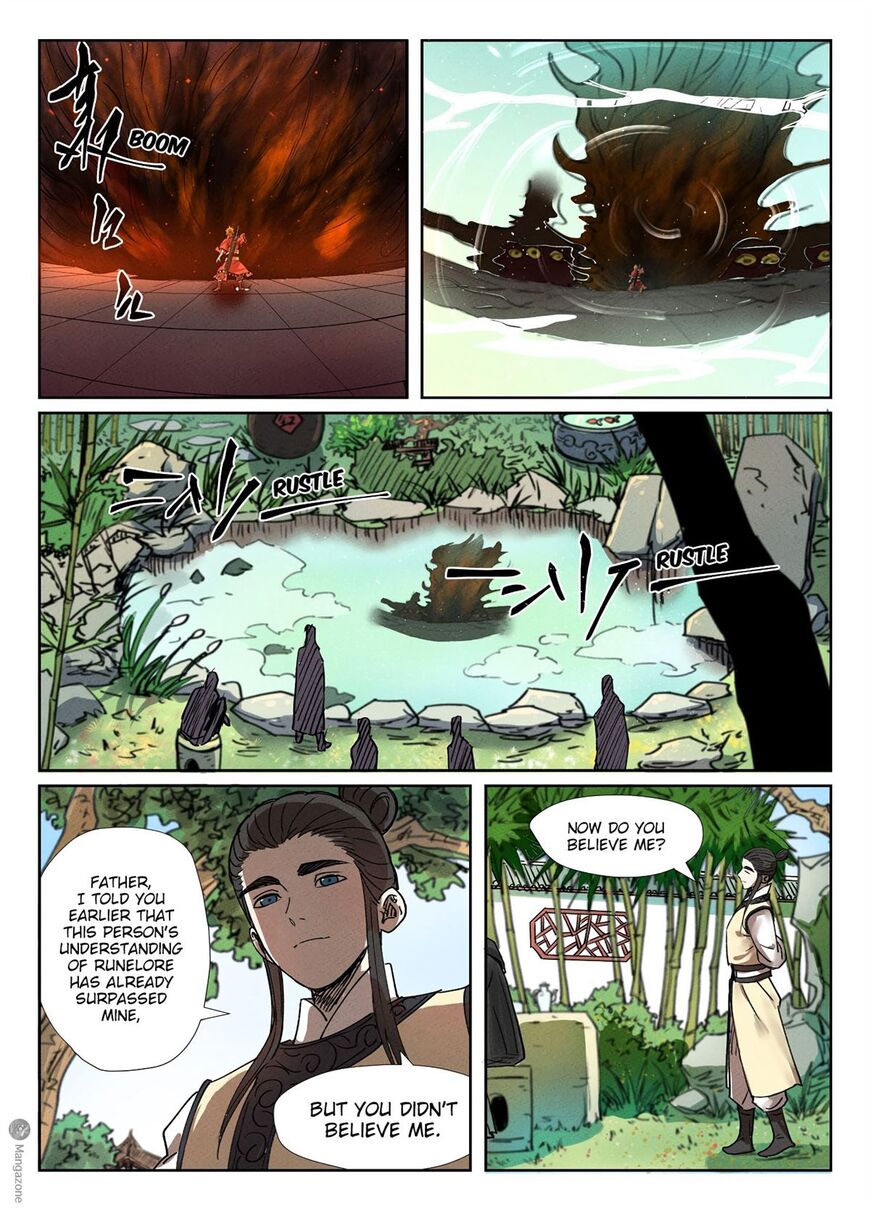 BOOM
RUSTLE
RUSTLE
FATHER,
I TOLD YOU
EARLIER THAT
THIS PERSON'S
UNDERSTANDING
OF RUNELORE
HAS ALREADY
SURPASSED
MINE,
BUT YOU DIDN'T
BELIEVE ME.
NOW DO YOU
BELIEVE ME?
Mangazone